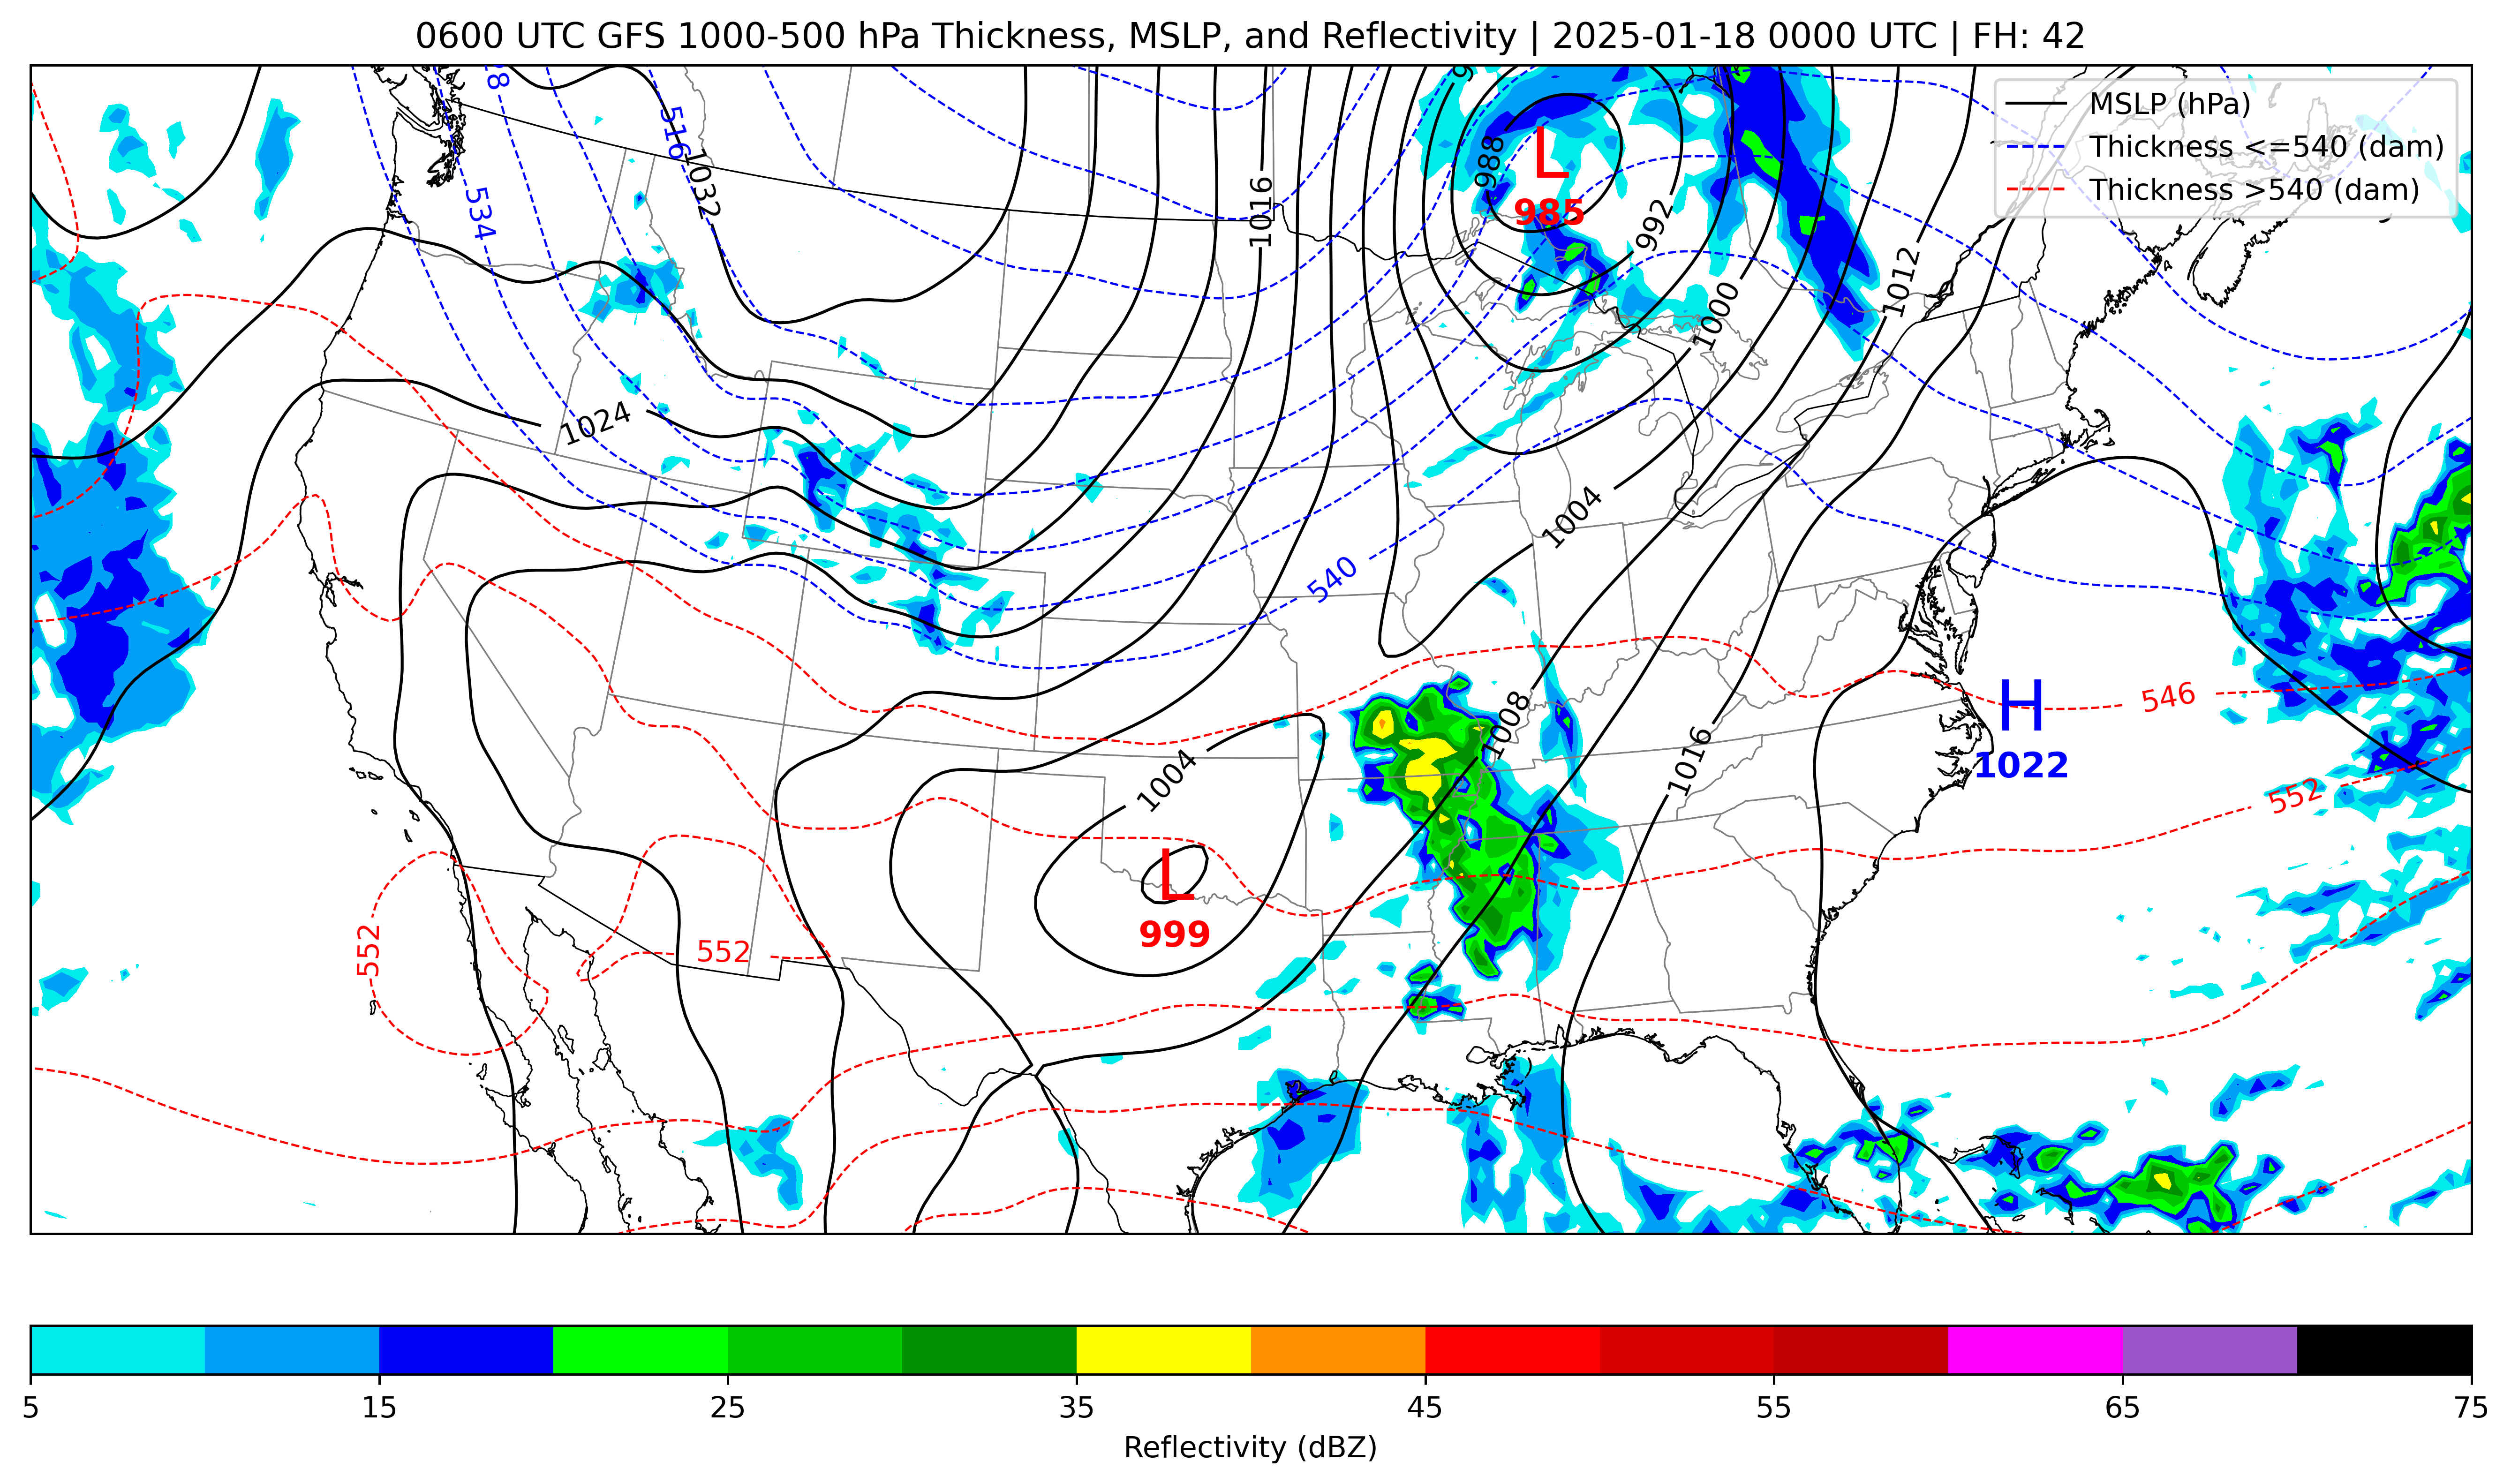 0600 UTC GFS 1000-500 hPa Thickness, MSLP, and Reflectivity | 2025-01-18 0000 UTC | FH: 42
MSLP (hPa)
Thickness <=540 (dam)
Thickness >540 (dam)
516
1032
534
1016
988
L
985
992
1000
1012
1024
1004
540
1008
546
H
1022
1016
552
1004
L
999
552
552
5 15 25 35 45 55 65 75
Reflectivity (dBZ)